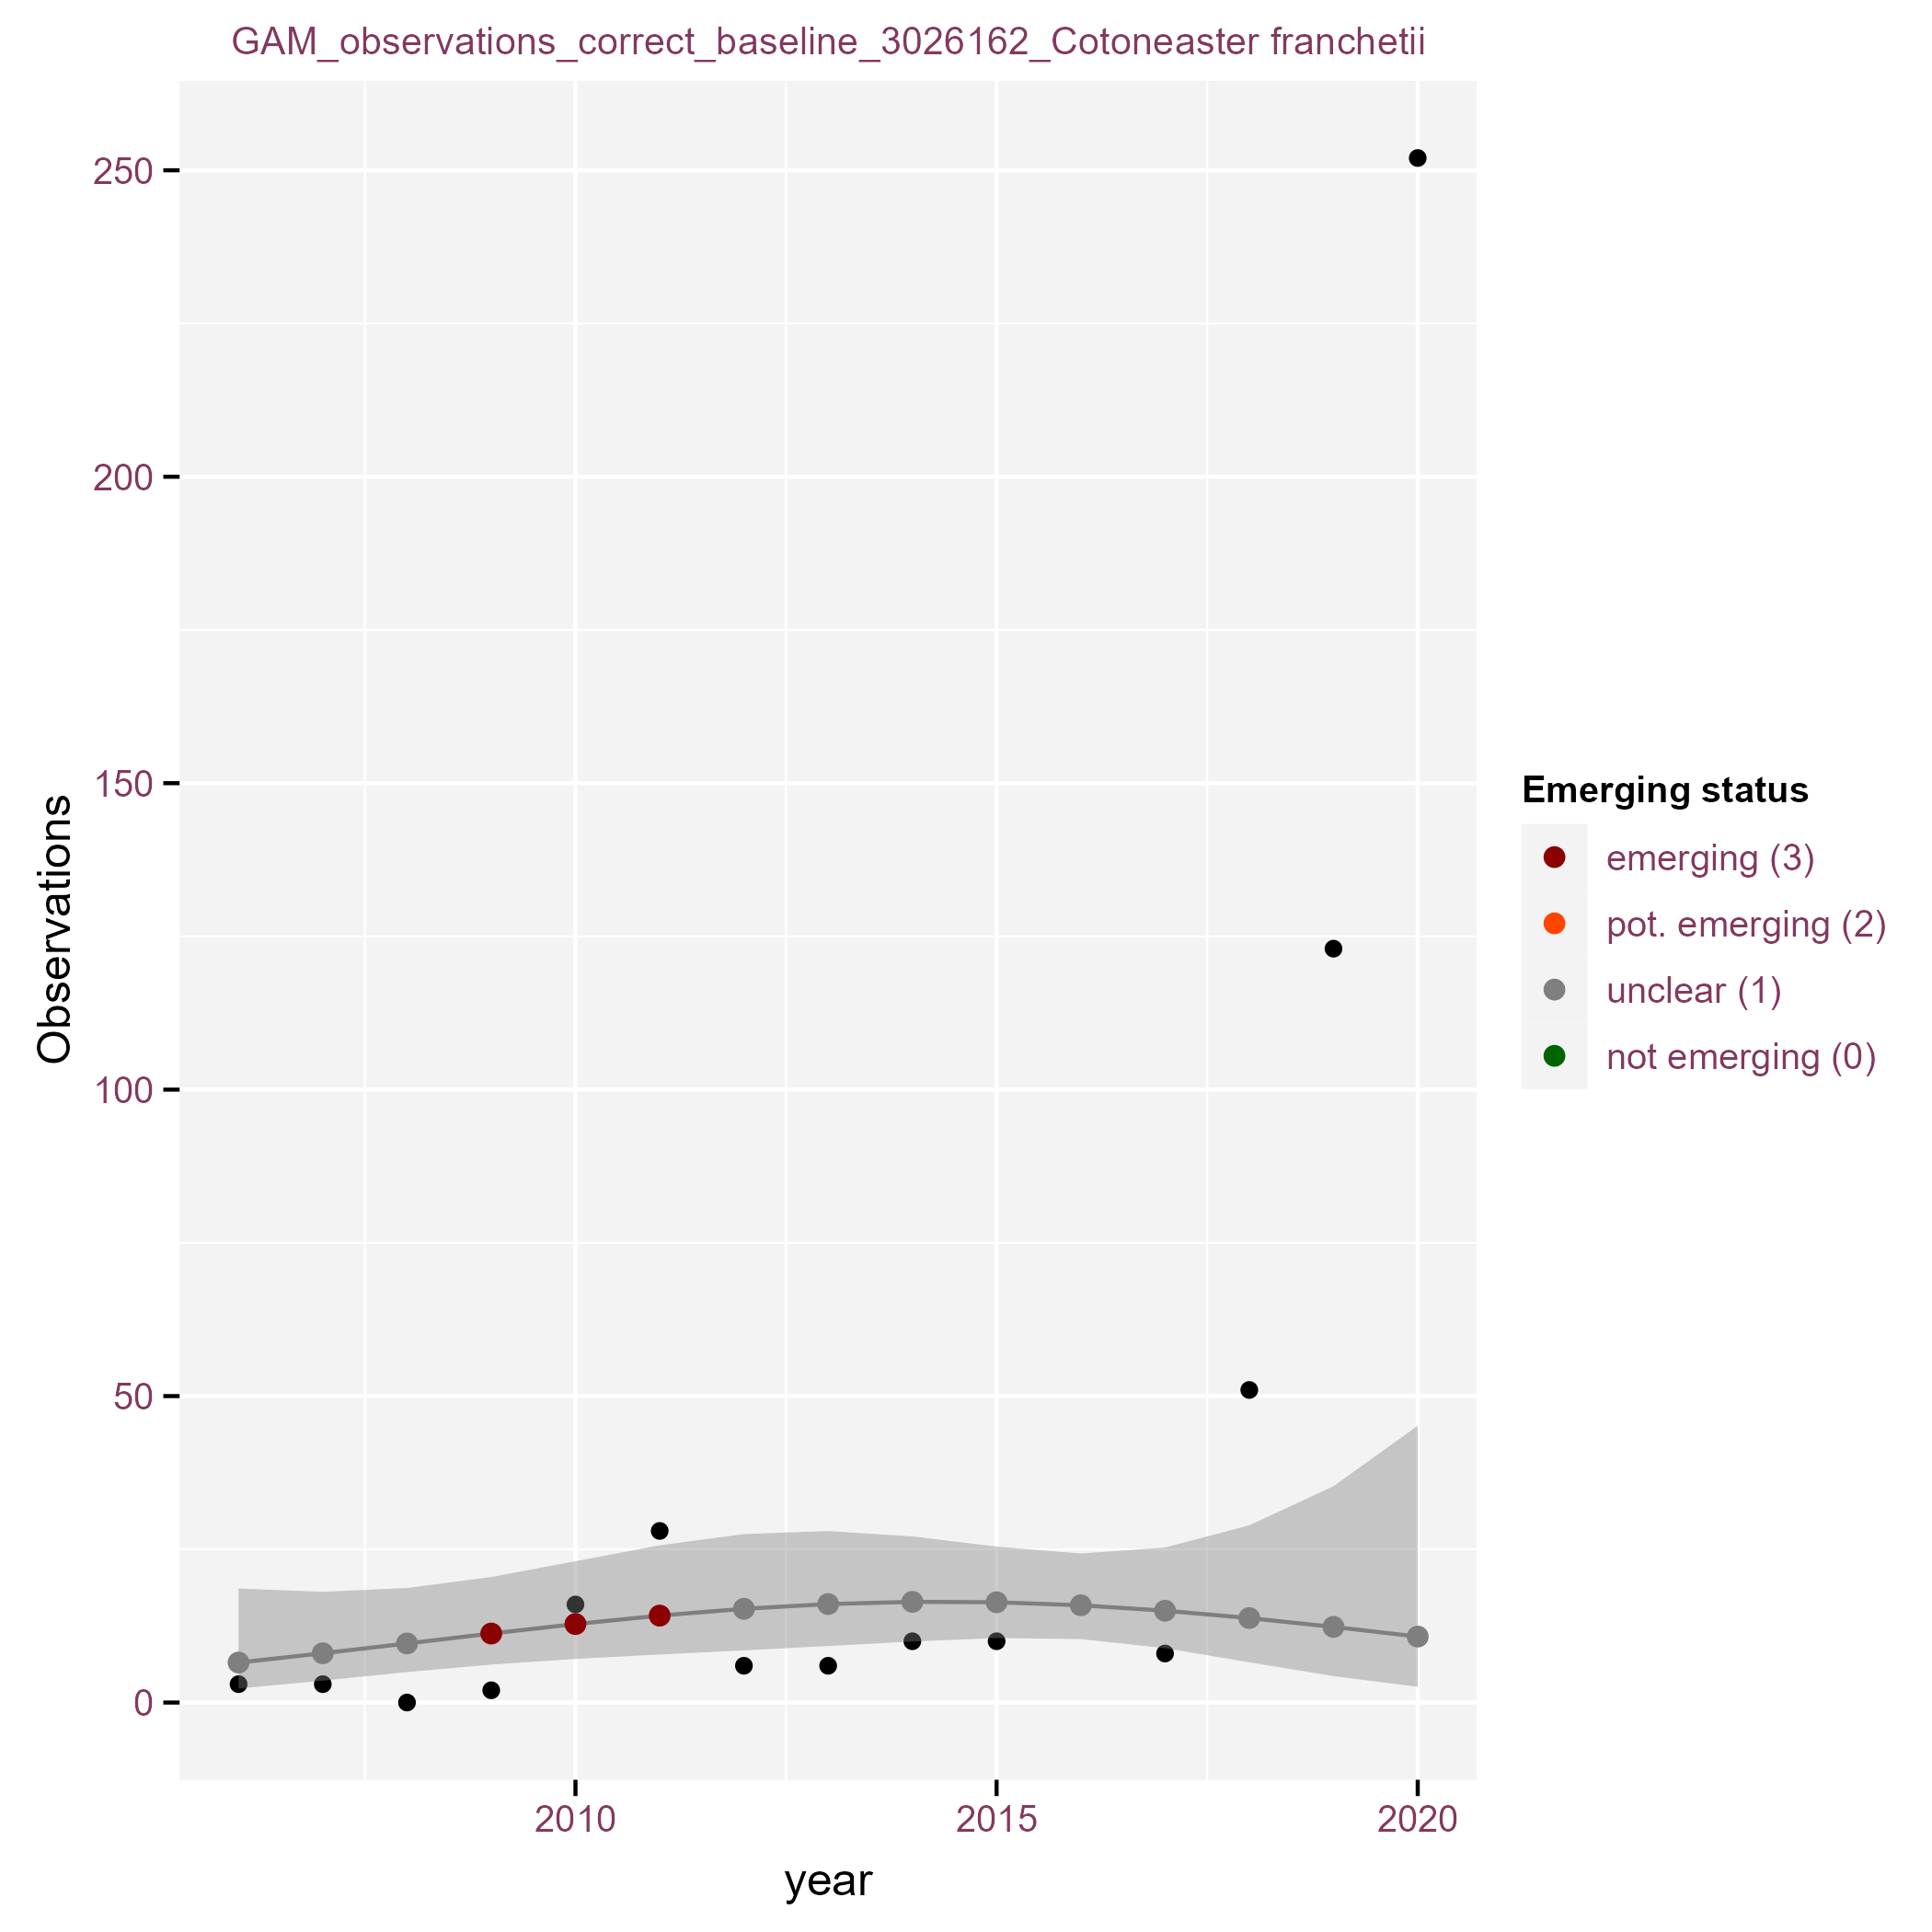 GAM_observations_correct_baseline_3026162_Cotoneaster franchetii
250
200
150
100
50
0
Observations
2010
2015
2020
year
Emerging status
emerging (3)
pot. emerging (2)
unclear (1)
not emerging (0)